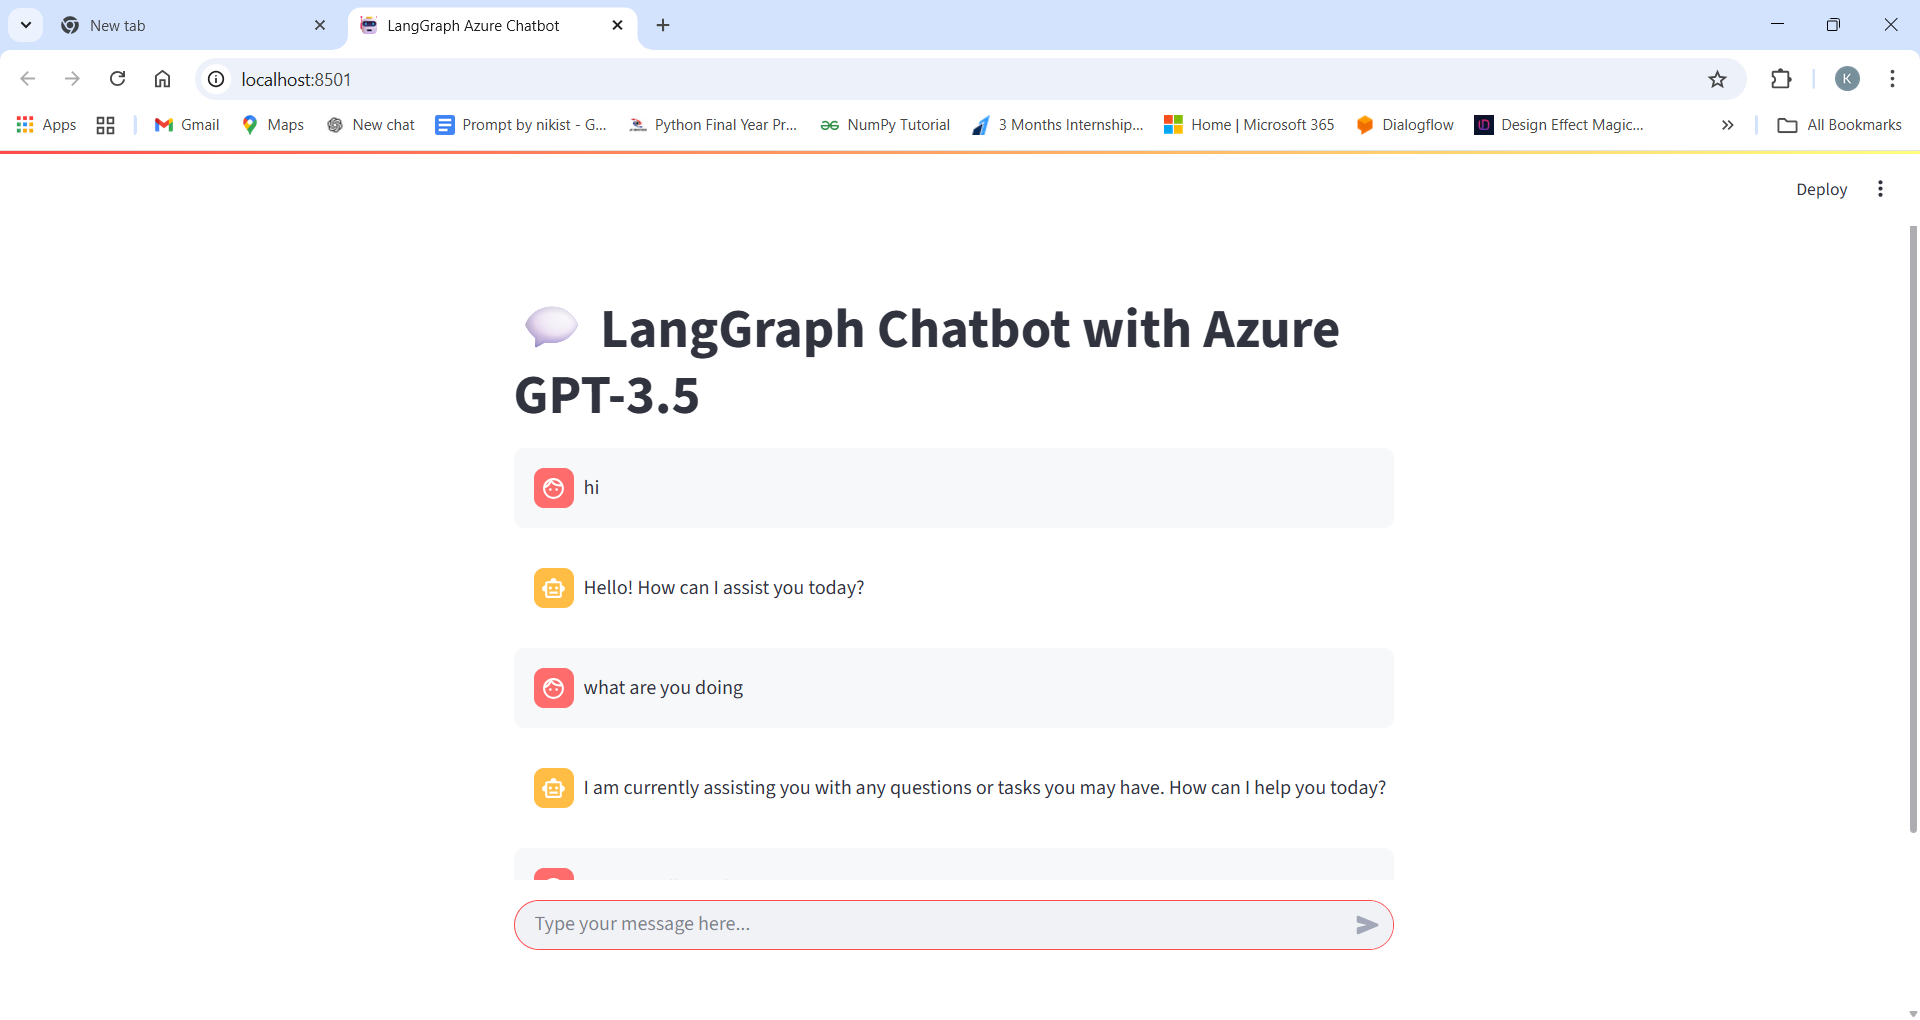 New tab
LangGraph Azure Chatbot
localhost:8501
K
Apps
Gmail
Maps
New chat
Prompt by nikist - G...
Python Final Year Pr...
NumPy Tutorial
3 Months Internship...
Home | Microsoft 365
Dialogflow
Design Effect Magic...
All Bookmarks
Deploy
LangGraph Chatbot with Azure
GPT-3.5
hi
Hello! How can I assist you today?
what are you doing
I am currently assisting you with any questions or tasks you may have. How can I help you today?
Type your message here...